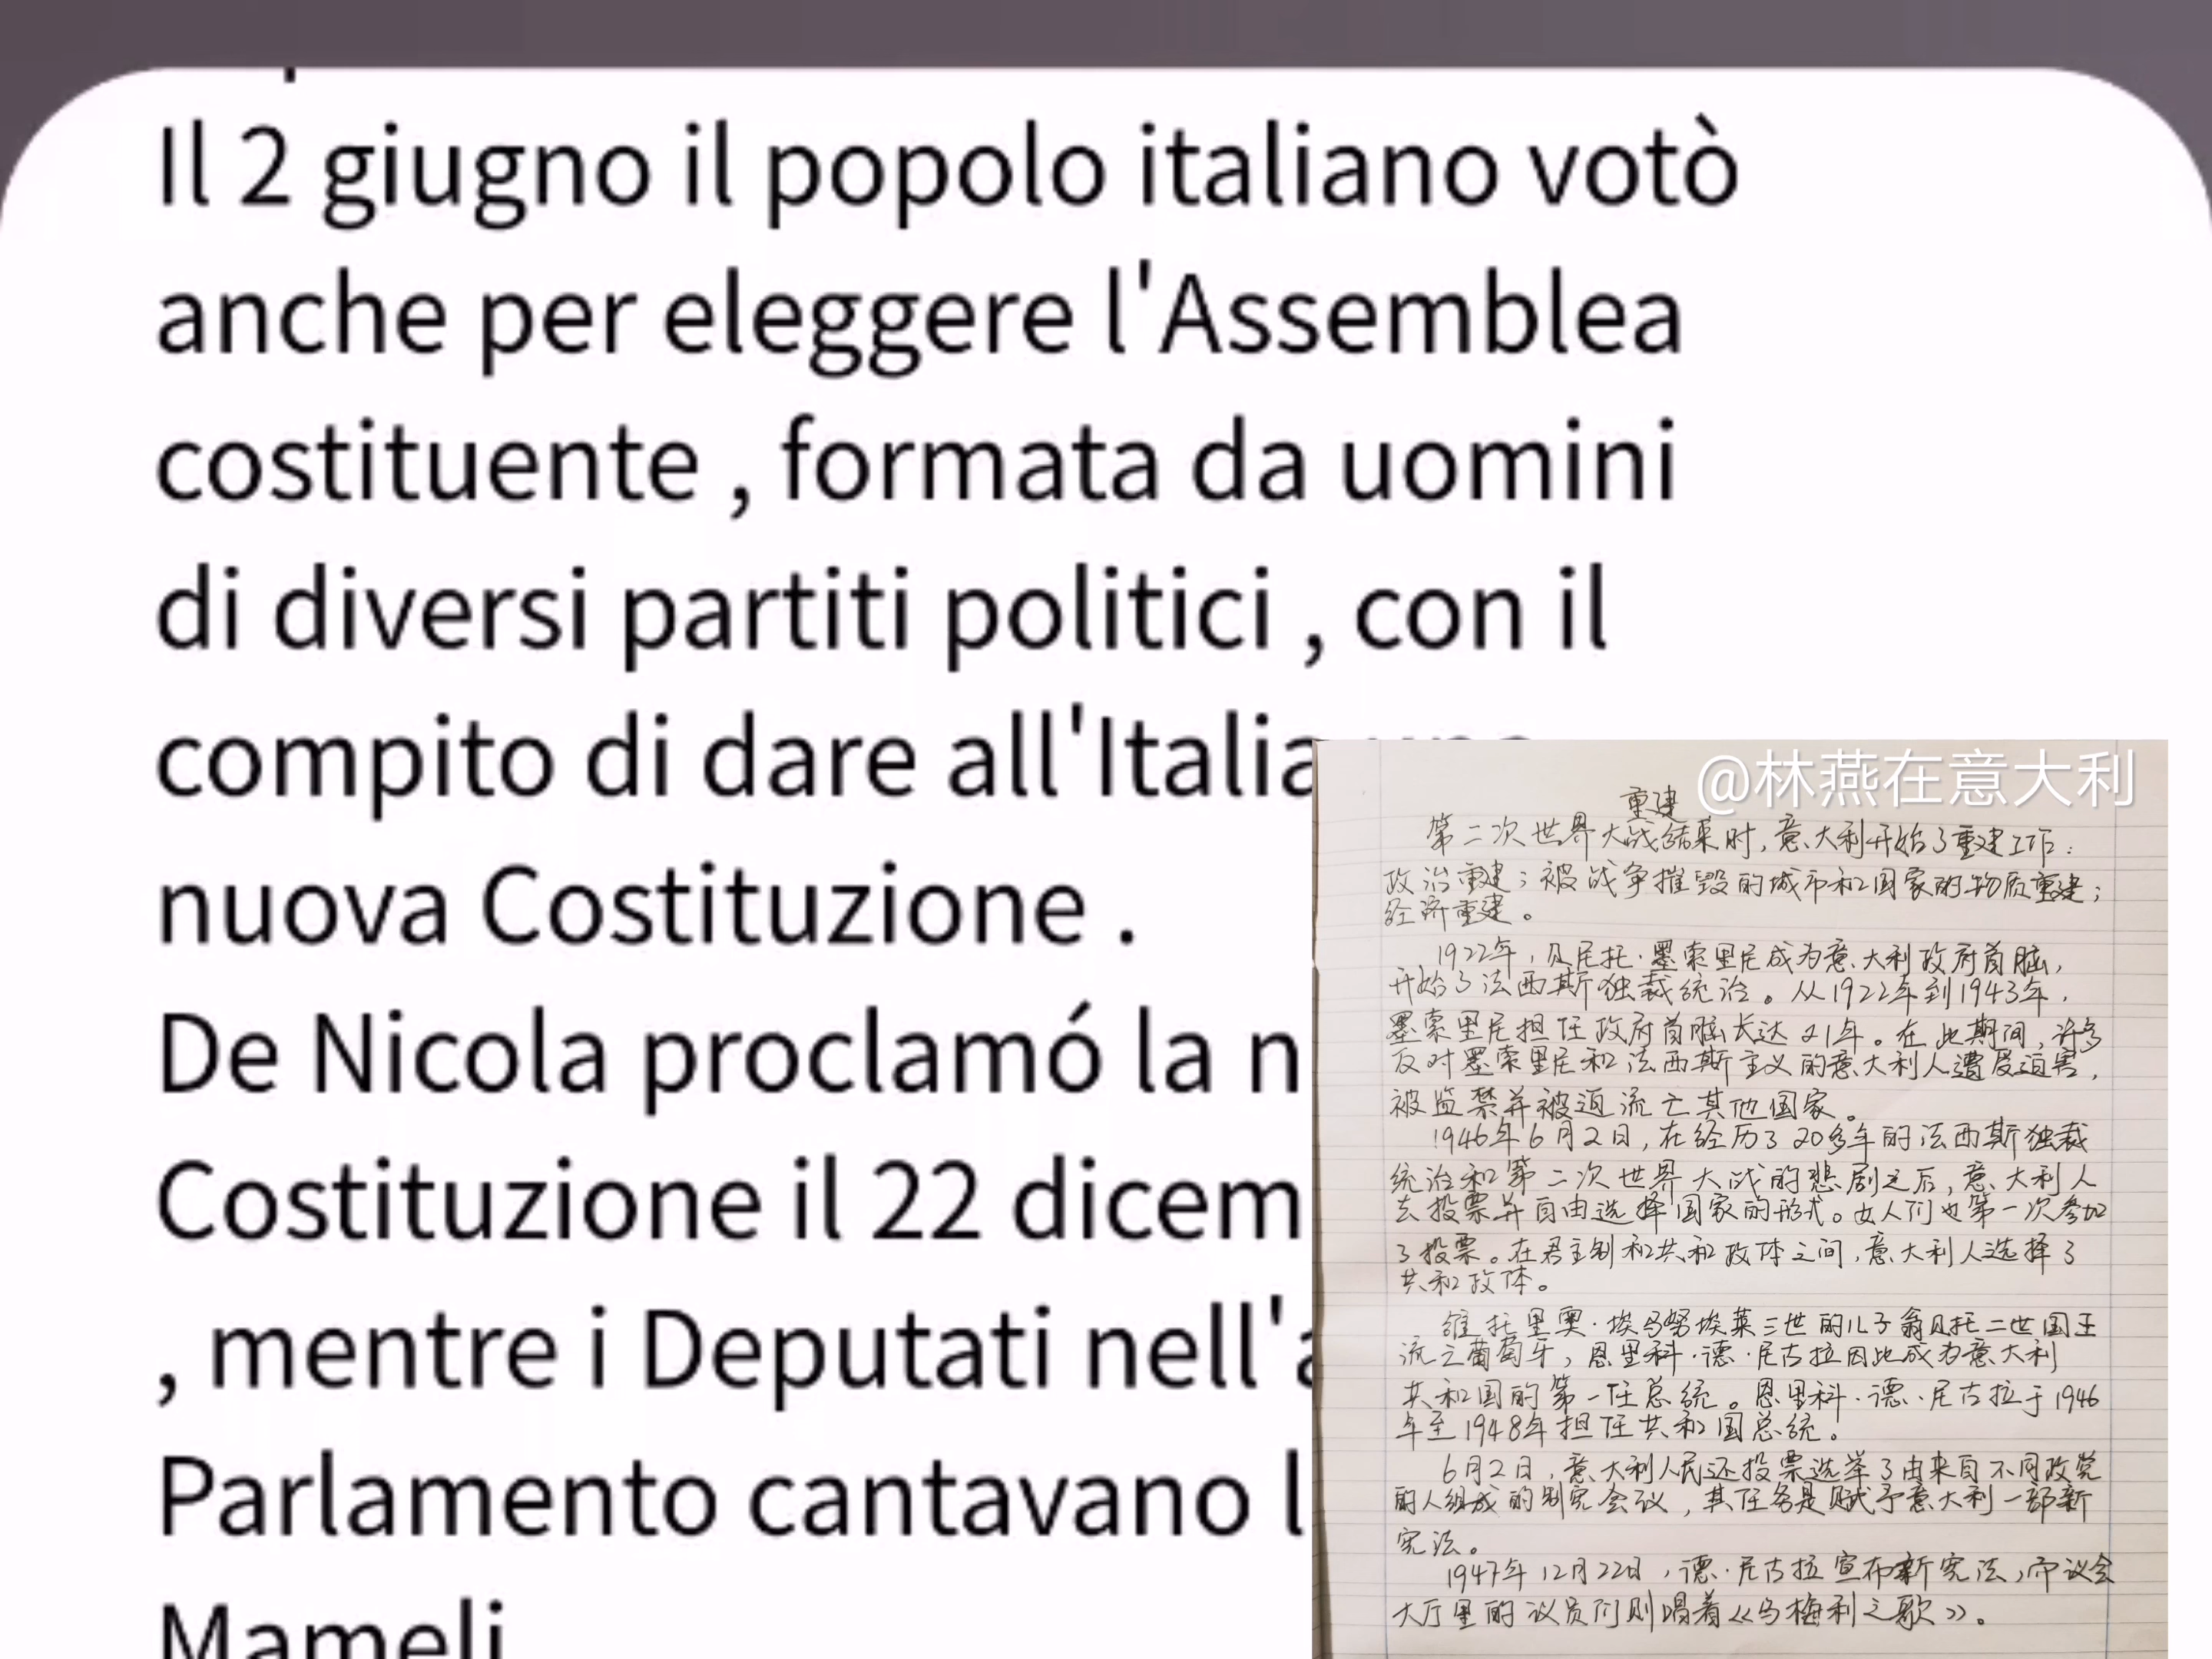 Il 2 giugno il popolo italiano votò
anche per eleggere l'Assemblea
costituente , formata da uomini
di diversi partiti politici , con il
compito di dare all'Italia
nuova Costituzione .
De Nicola proclamó la n
Costituzione il 22 dicem
, mentre i Deputati nell'a
Parlamento cantavano l
Mameli
@林燕在意大利
重建
第二次世界大战结束时,意大利开始了重建工作:
政治重建;被战争摧毁的城市和国家的物质重建;
经济重建。
1922年,贝尼托·墨索里尼成为意大利政府首脑,
开始了法西斯独裁统治。从1922年到1943年,
墨索里尼担任政府首脑长达21年。在此期间,许多
反对墨索里尼和法西斯主义的意大利人遭受迫害,
被监禁并被迫流亡其他国家。
1946年6月2日,在经历了20多年的法西斯独裁
统治和第二次世界大战的悲剧之后,意大利人
去投票并自由选择国家的形式。女人们也第一次参加
了投票。在君主制和共和政体之间,意大利人选择了
共和政体。
维托里奥·埃马努埃莱三世的儿子翁贝托二世国王
流亡葡萄牙,恩里科·德·尼古拉因此成为意大利
共和国的第一任总统。恩里科·德·尼古拉于1946
年至1948年担任共和国总统。
6月2日,意大利人民还投票选举了由来自不同政党
的人组成的制宪会议,其任务是赋予意大利一部新
宪法。
1947年12月22日,德·尼古拉宣布新宪法,而议会
大厅里的议员们则唱着《马梅利之歌》。